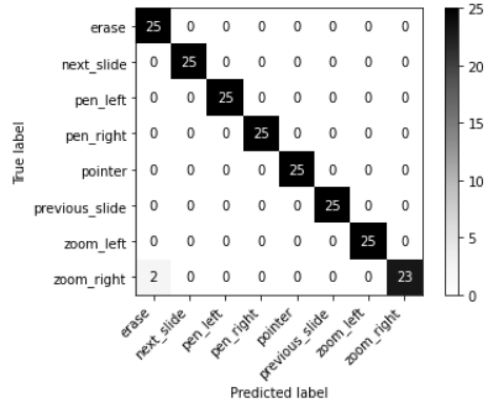 erase 25 0 0 0 0 0 0 0
next_slide 0 25 0 0 0 0 0 0
pen_left 0 0 25 0 0 0 0 0
pen_right 0 0 0 25 0 0 0 0
pointer 0 0 0 0 25 0 0 0
previous_slide 0 0 0 0 0 25 0 0
zoom_left 0 0 0 0 0 0 25 0
zoom_right 2 0 0 0 0 0 0 23
True label
erase
next_slide
pen_left
pen_right
pointer
previous_slide
zoom_left
zoom_right
Predicted label
25
20
15
10
5
0